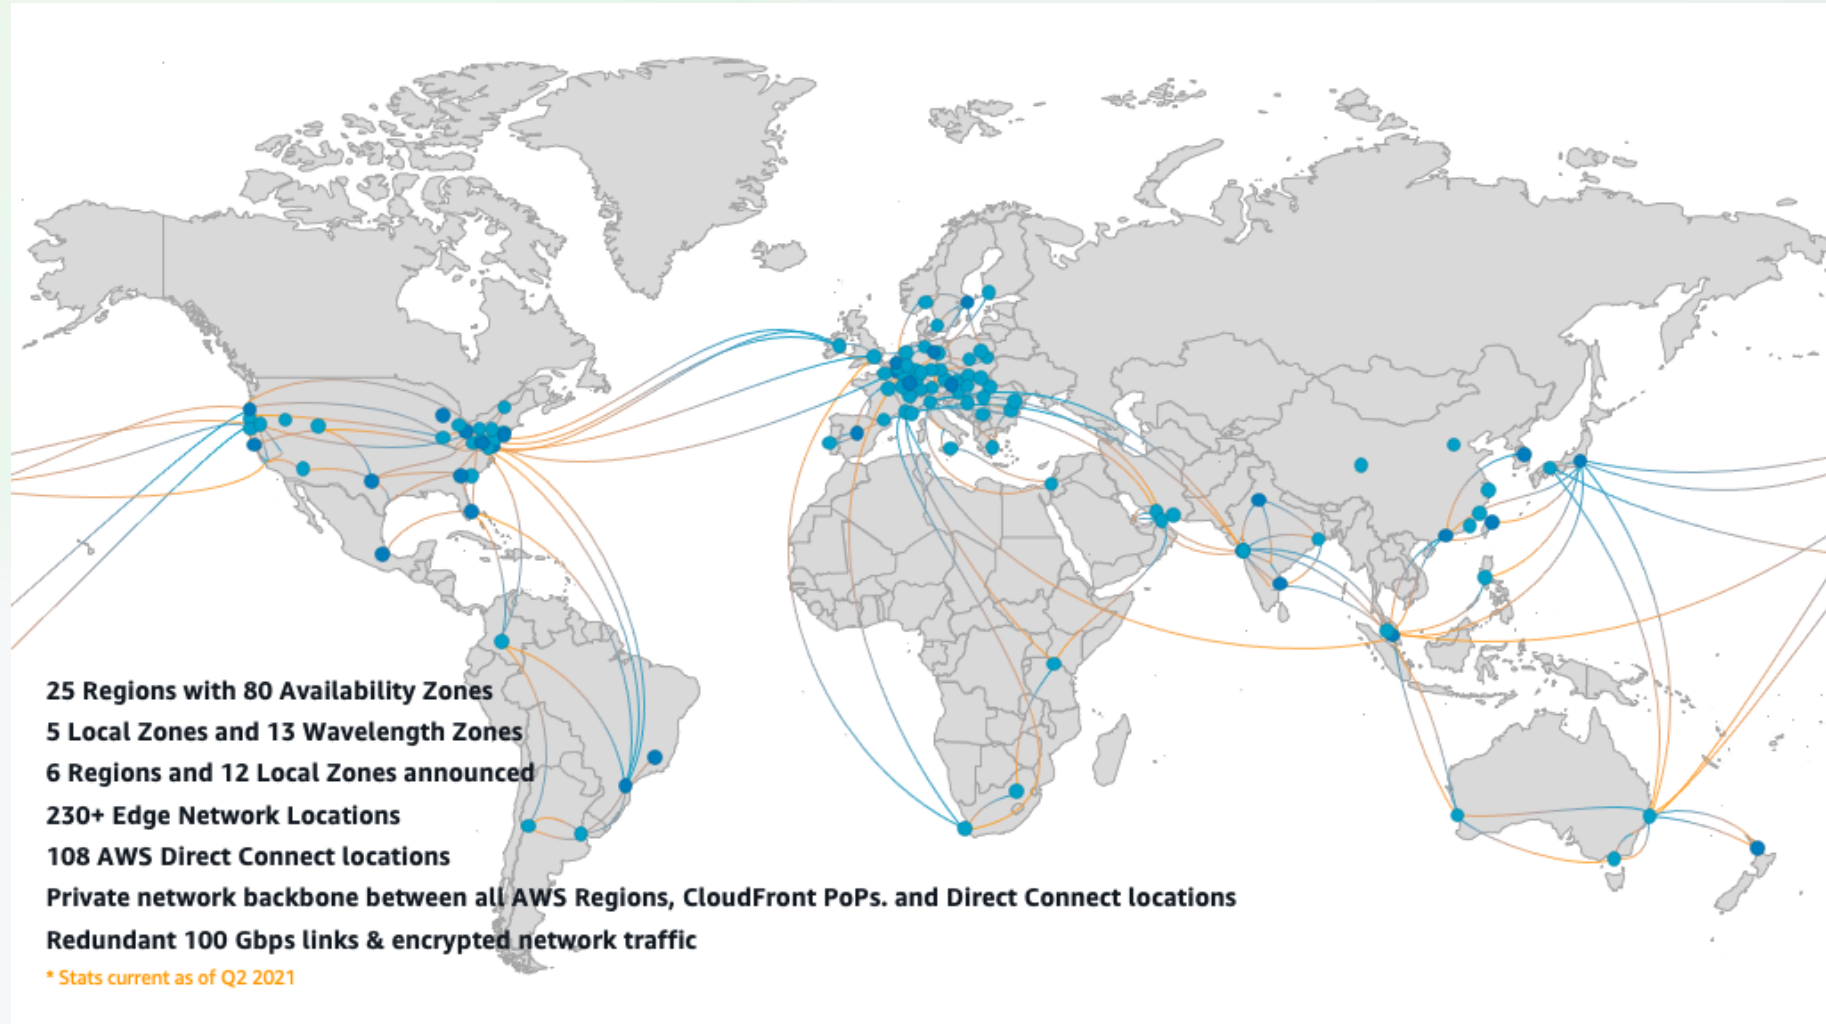 25 Regions with 80 Availability Zones
5 Local Zones and 13 Wavelength Zones
6 Regions and 12 Local Zones announced
230+ Edge Network Locations
108 AWS Direct Connect locations
Private network backbone between all AWS Regions, CloudFront PoPs. and Direct Connect locations
Redundant 100 Gbps links & encrypted network traffic
* Stats current as of Q2 2021